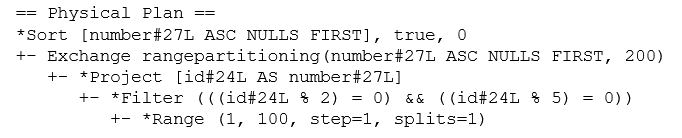 == Physical Plan ==
*Sort [number#27L ASC NULLS FIRST], true, 0
+- Exchange rangepartitioning(number#27L ASC NULLS FIRST, 200)
   +- *Project [id#24L AS number#27L]
      +- *Filter (((id#24L % 2) = 0) && ((id#24L % 5) = 0))
         +- *Range (1, 100, step=1, splits=1)